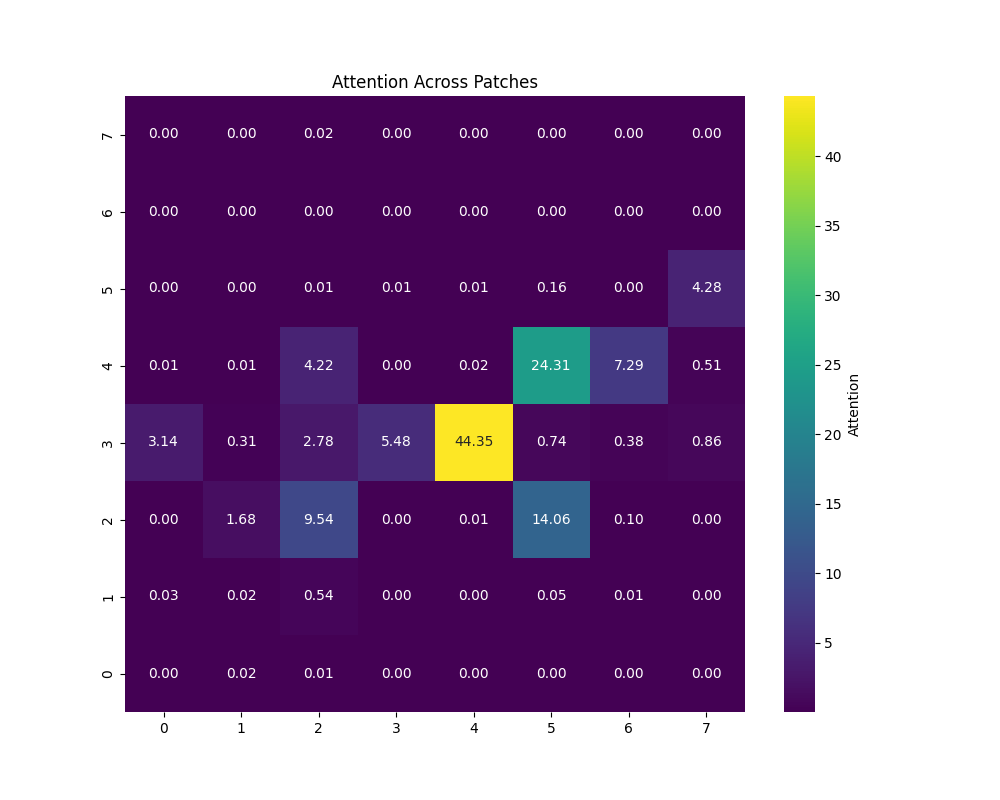 Attention Across Patches
7 0.00 0.00 0.02 0.00 0.00 0.00 0.00 0.00
6 0.00 0.00 0.00 0.00 0.00 0.00 0.00 0.00
5 0.00 0.00 0.01 0.01 0.01 0.16 0.00 4.28
4 0.01 0.01 4.22 0.00 0.02 24.31 7.29 0.51
3 3.14 0.31 2.78 5.48 44.35 0.74 0.38 0.86
2 0.00 1.68 9.54 0.00 0.01 14.06 0.10 0.00
1 0.03 0.02 0.54 0.00 0.00 0.05 0.01 0.00
0 0.00 0.02 0.01 0.00 0.00 0.00 0.00 0.00
0 1 2 3 4 5 6 7
40
35
30
25
20
15
10
5
Attention